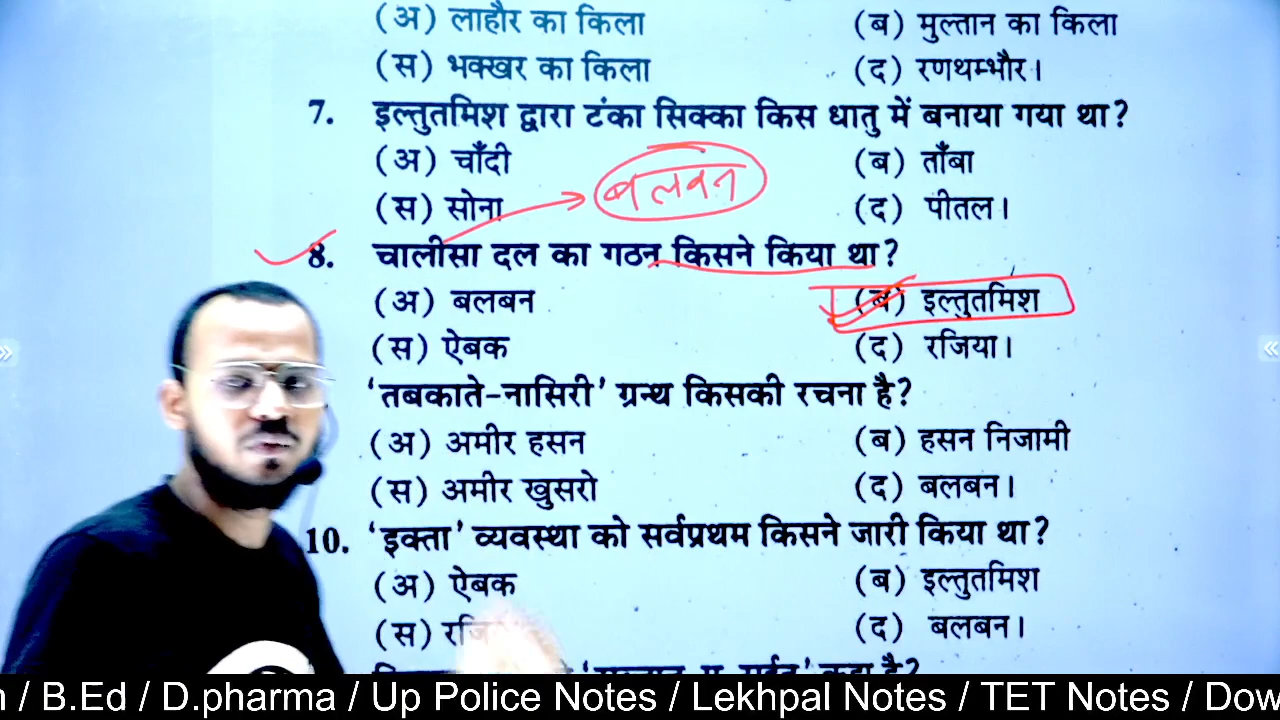 (अ) लाहौर का किला (ब) मुल्तान का किला
(स) भक्खर का किला (द) रणथम्भौर।
7. इल्तुतमिश द्वारा टंका सिक्का किस धातु में बनाया गया था?
(अ) चाँदी (ब) ताँबा
बलबन
(स) सोना (द) पीतल।
8. चालीसा दल का गठन किसने किया था?
(अ) बलबन (ब) इल्तुतमिश
(स) ऐबक (द) रजिया।
'तबकाते-नासिरी' ग्रन्थ किसकी रचना है?
(अ) अमीर हसन (ब) हसन निजामी
(स) अमीर खुसरो (द) बलबन।
10. 'इक्ता' व्यवस्था को सर्वप्रथम किसने जारी किया था?
(अ) ऐबक (ब) इल्तुतमिश
(स) (द) बलबन।
/ B.Ed / D.pharma / Up Police Notes / Lekhpal Notes / TET Notes / Dow